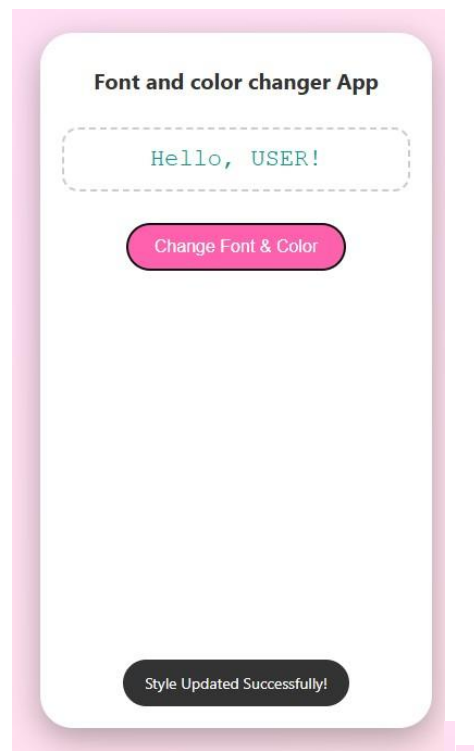 Font and color changer App
Hello, USER!
Change Font & Color
Style Updated Successfully!